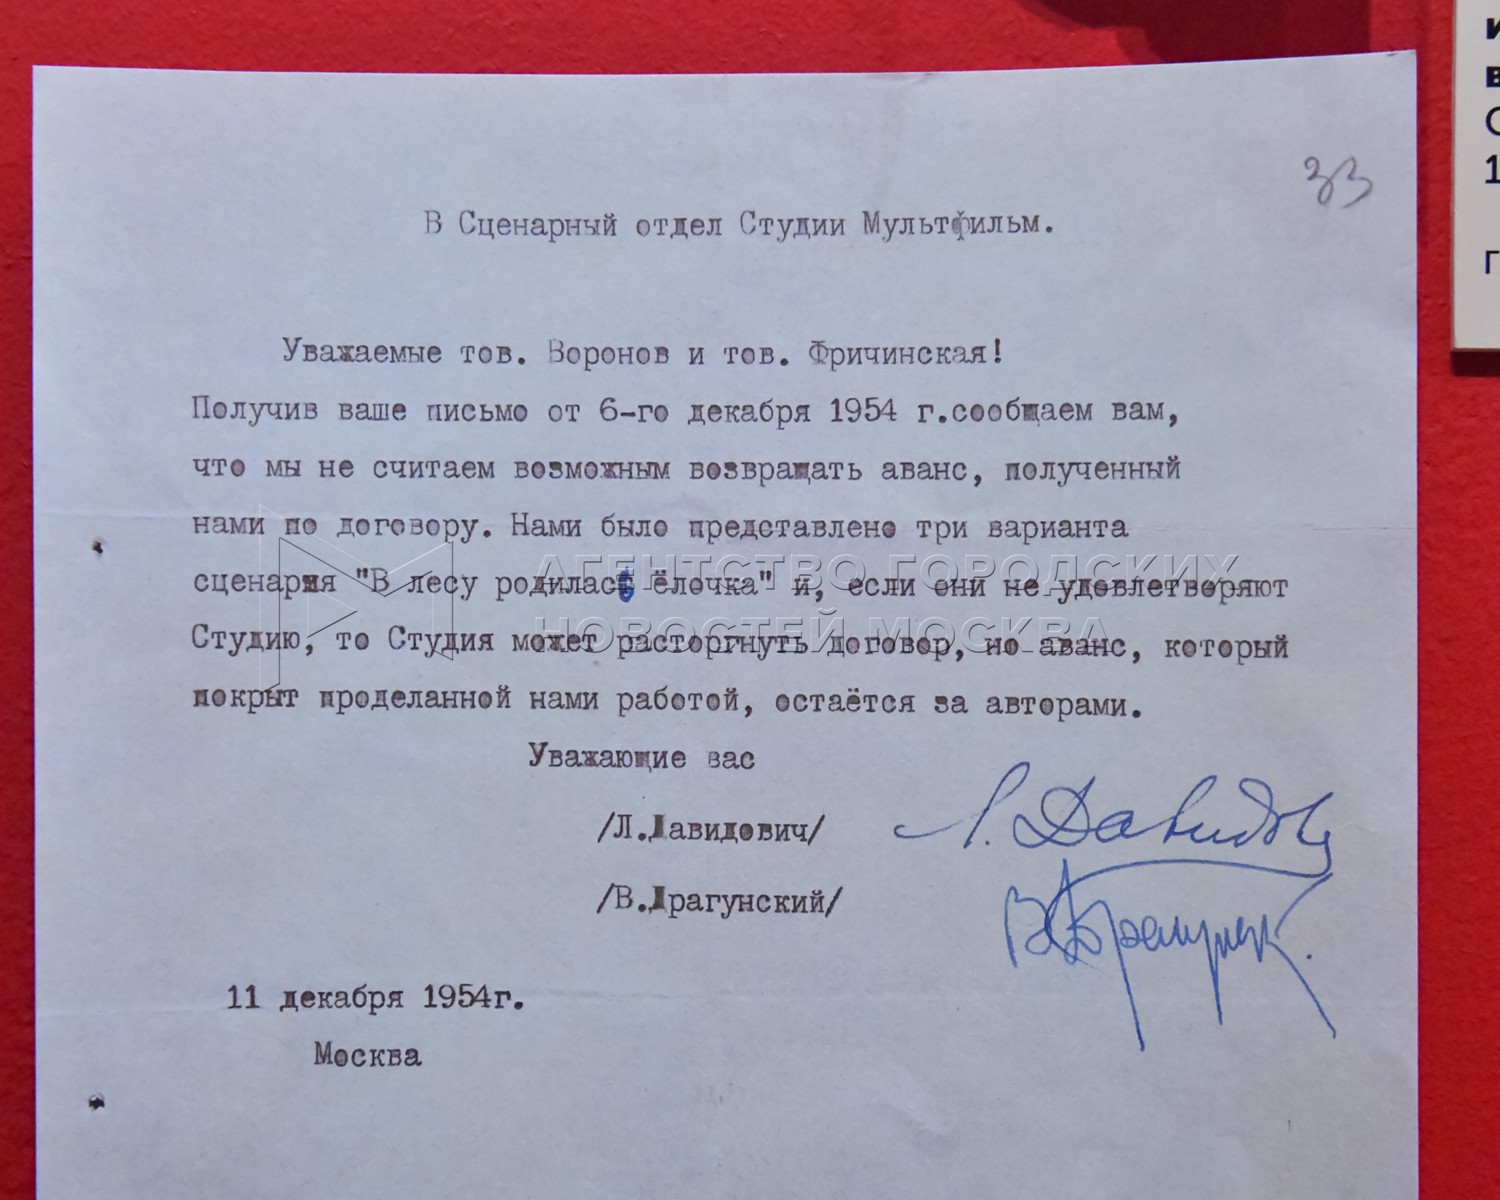 33
В Сценарный отдел Студии Мультфильм.
Уважаемые тов. Воронов и тов. Фричинская!
Получив ваше письмо от 6-го декабря 1954 г.сообщаем вам,
что мы не считаем возможным возвращать аванс, полученный
нами по договору. Нами было представлено три варианта
сценария "В лесу родилась ёлочка" и, если они не удовлетворяют
Студию, то Студия может расторгнуть договор, но аванс, который
покрыт проделанной нами работой, остаётся за авторами.
Уважающие вас
/Л.Давидович/
Л. Давидович
/В.Драгунский/
В. Драгунск.
11 декабря 1954г.
Москва
АГЕНТСТВО ГОРОДСКИХ
НОВОСТЕЙ МОСКВА